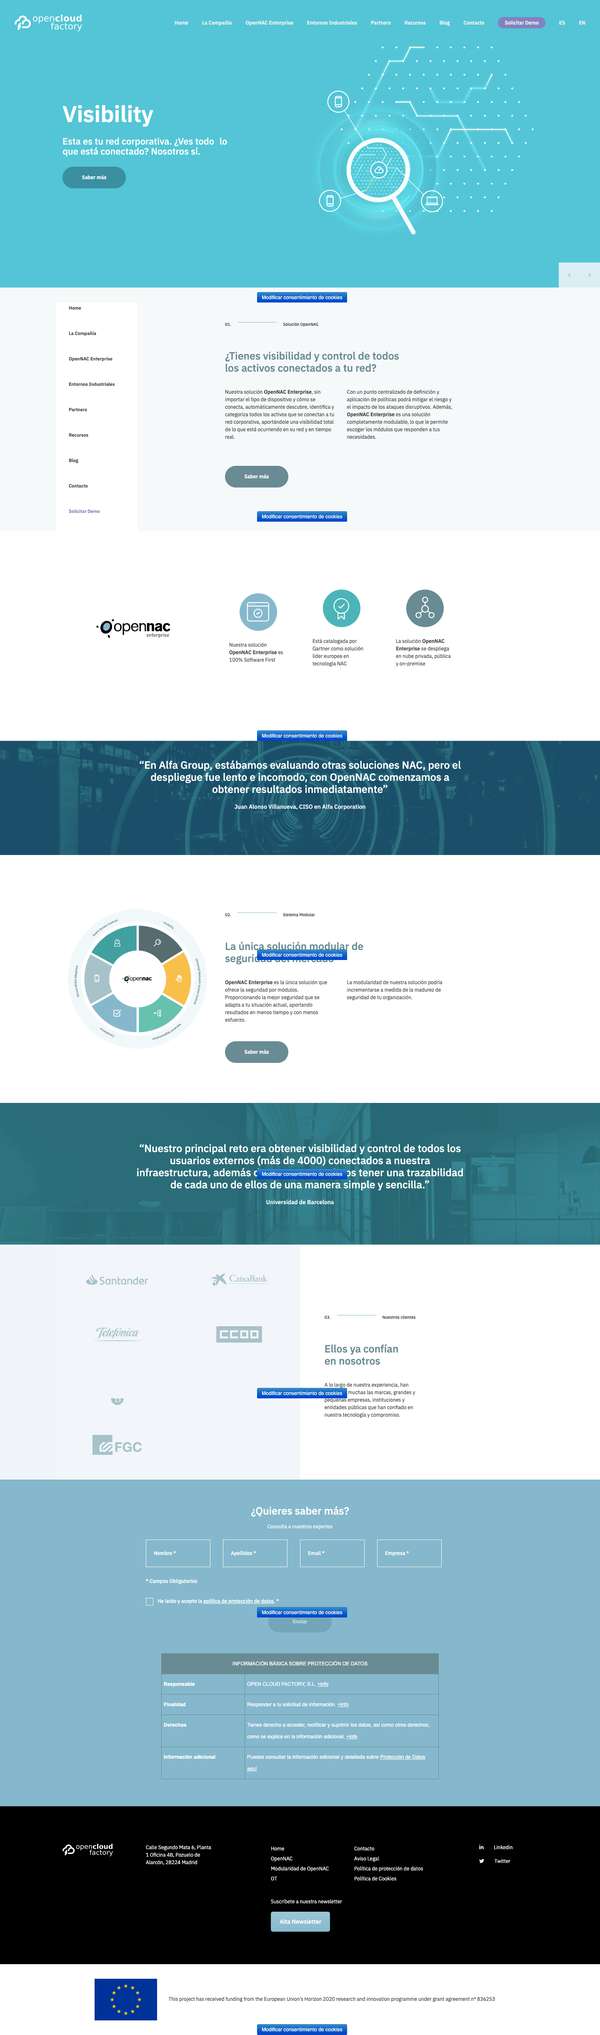 opencloud
factory
Home
La Compañía
OpenNAC Enterprise
Entornos Industriales
Partners
Recursos
Blog
Contacto
Solicitar Demo
ES
EN
Visibility
Esta es tu red corporativa. ¿Ves todo lo
que está conectado? Nosotros sí.
Saber más
Modificar consentimiento de cookies
Home
La Compañía
OpenNAC Enterprise
Entornos Industriales
Partners
Recursos
Blog
Contacto
Solicitar Demo
01.
Solución OpenNAC
¿Tienes visibilidad y control de todos
los activos conectados a tu red?
Nuestra solución OpenNAC Enterprise, sin
importar el tipo de dispositivo y cómo se
conecta, automáticamente descubre, identifica y
categoriza todos los activos que se conectan a tu
red corporativa, aportándole una visibilidad total
de lo que está ocurriendo en su red y en tiempo
real.
Con un punto centralizado de definición y
aplicación de políticas podrá mitigar el riesgo y
el impacto de los ataques disruptivos. Además,
OpenNAC Enterprise es una solución
completamente modulable, lo que le permite
escoger los módulos que responden a tus
necesidades.
Saber más
Modificar consentimiento de cookies
opennac
enterprise
Nuestra solución
OpenNAC Enterprise es
100% Software First
Está catalogada por
Gartner como solución
líder europea en
tecnología NAC
La solución OpenNAC
Enterprise se despliega
en nube privada, pública
y on-premise
Modificar consentimiento de cookies
“En Alfa Group, estábamos evaluando otras soluciones NAC, pero el
despliegue fue lento e incomodo, con OpenNAC comenzamos a
obtener resultados inmediatamente”
Juan Alonso Villanueva, CISO en Alfa Corporation
opennac
02.
Sistema Modular
La única solución modular de
Modificar consentimiento de cookies
OpenNAC Enterprise es la única solución que
ofrece la seguridad por módulos.
Proporcionando la mejor seguridad que se
adapta a tu situación actual, aportando
resultados en menos tiempo y con menos
esfuerzo.
La modularidad de nuestra solución podría
incrementarse a medida de la madurez de
seguridad de tu organización.
Saber más
“Nuestro principal reto era obtener visibilidad y control de todos los
usuarios externos (más de 4000) conectados a nuestra
infraestructura, además
Modificar consentimiento de cookies
tener una trazabilidad
de cada uno de ellos de una manera simple y sencilla.”
Universidad de Barcelona
Santander
CaixaBank
Telefónica
CCOO
FGC
03.
Nuestros clientes
Ellos ya confían
en nosotros
A lo largo de nuestra experiencia, han
Modificar consentimiento de cookies
muchas las marcas, grandes y
pequeñas empresas, instituciones y
entidades públicas que han confiado en
nuestra tecnología y compromiso.
¿Quieres saber más?
Consulta a nuestros expertos
Nombre *
Apellidos *
Email *
Empresa *
* Campos Obligatorios
He leído y acepto la política de protección de datos. *
Modificar consentimiento de cookies
Enviar
INFORMACIÓN BÁSICA SOBRE PROTECCIÓN DE DATOS
Responsable
OPEN CLOUD FACTORY, S.L. +info
Finalidad
Responder a tu solicitud de información. +info
Derechos
Tienes derecho a acceder, rectificar y suprimir los datos, así como otros derechos,
como se explica en la información adicional. +info
Información adicional
Puedes consultar la información adicional y detallada sobre Protección de Datos
aquí
opencloud
factory
Calle Segundo Mata 6, Planta
1 Oficina 4B, Pozuelo de
Alarcón, 28224 Madrid
Home
OpenNAC
Modularidad de OpenNAC
OT
Contacto
Aviso Legal
Política de protección de datos
Política de Cookies
Linkedin
Twitter
Suscríbete a nuestra newsletter
Alta Newsletter
This project has received funding from the European Union's Horizon 2020 research and innovation programme under grant agreement nº 836253
Modificar consentimiento de cookies